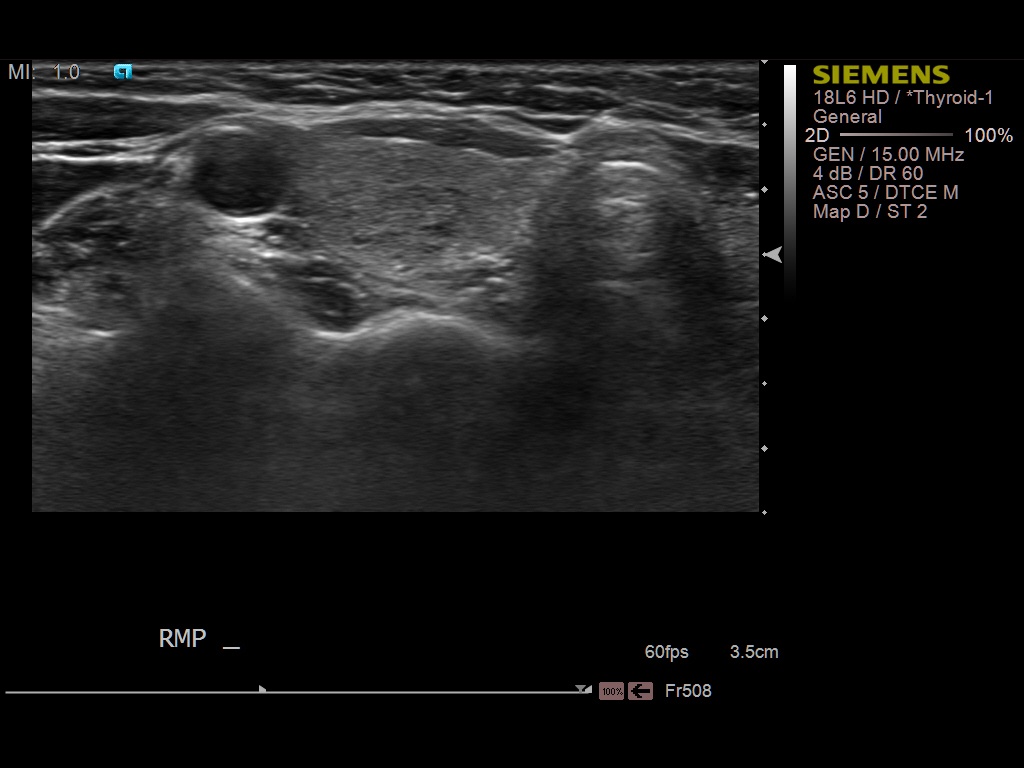 MI: 1.0
SIEMENS
18L6 HD / *Thyroid-1
General
2D 100%
GEN / 15.00 MHz
4 dB / DR 60
ASC 5 / DTCE M
Map D / ST 2
RMP _
60fps 3.5cm
100% Fr508